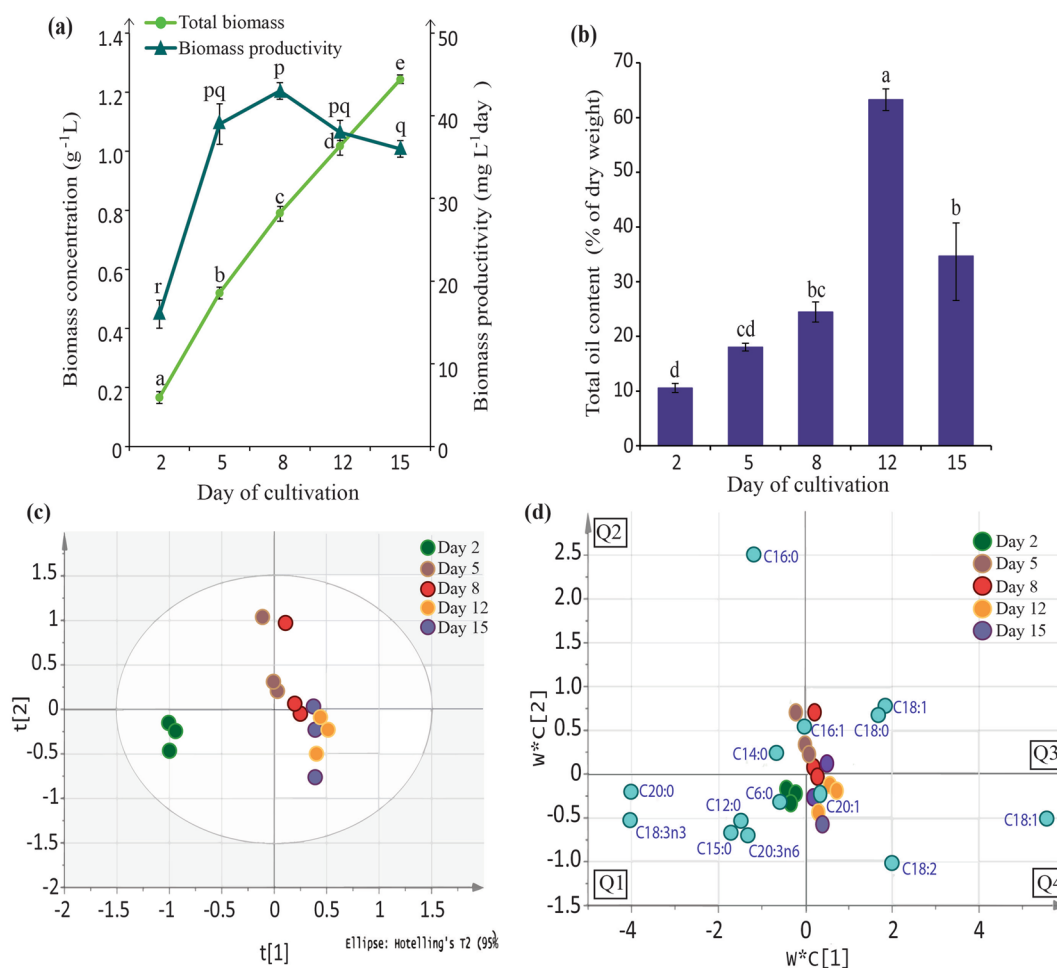 (a)
Total biomass
Biomass productivity
Biomass concentration (g⁻¹L)
1.4
1.2
1.0
0.8
0.6
0.4
0.2
0
50
40
30
20
10
0
Biomass productitvity (mg L⁻¹day)
r
pq
p
pq
q
a
b
c
d
e
2 5 8 12 15
Day of cultivation
(b)
Total oil content (% of dry weight)
70
60
50
40
30
20
10
0
d
cd
bc
a
b
2 5 8 12 15
Day of cultivation
(c)
Day 2
Day 5
Day 8
Day 12
Day 15
t[2]
1.5
1
0.5
0
-0.5
-1
-1.5
-2
-2 -1.5 -1 -0.5 0 0.5 1 1.5
t[1]
Ellipse: Hotelling's T2 (95%
(d)
Q2
Day 2
Day 5
Day 8
Day 12
Day 15
W*C[2]
2.5
2.0
1.5
1.0
0.5
0
-0.5
-1.0
-1.5
C16:0
C18:1
C18:0
C16:1
C14:0
Q3
C20:0
C6:0
C12:0
C20:1
C18:1
C18:3n3
C15:0
C20:3n6
C18:2
Q1
Q4
-4 -2 0 2 4
W*C[1]